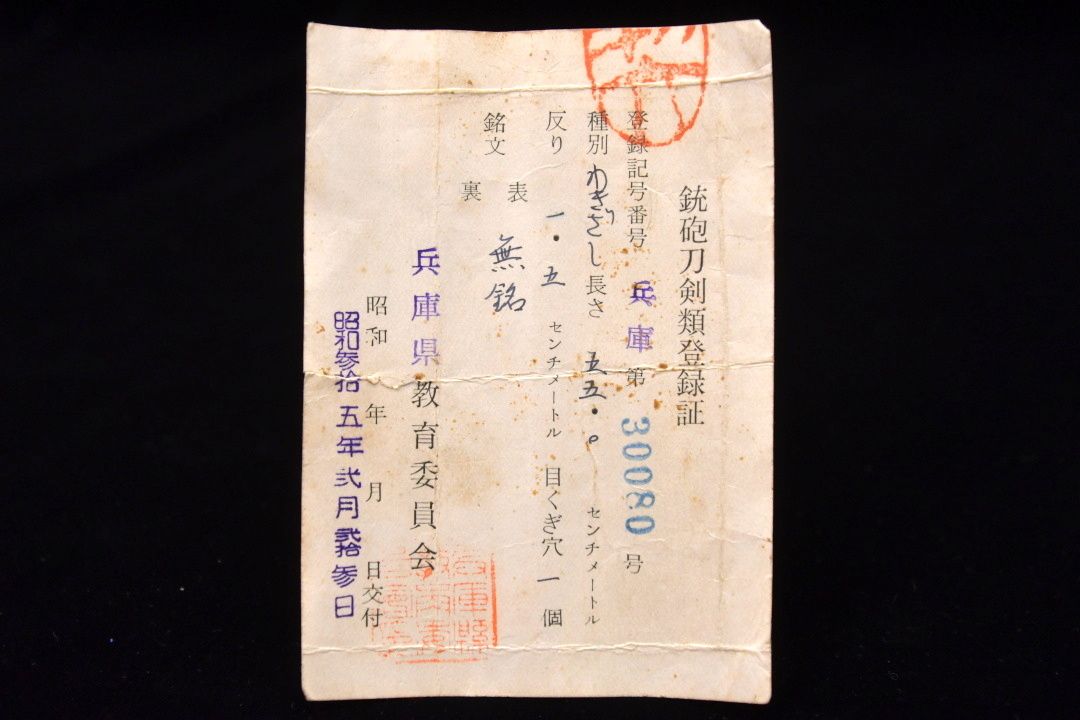 銃砲刀剣類登録証
登録記号番号 兵庫 第 30080 号
種別 わきざし 長さ 五五・〇 センチメートル
反り 一・五 センチメートル 目くぎ穴 一 個
銘文 表 無銘
裏
兵庫県教育委員会
昭和 年 月 日交付
昭和参拾五年弐月弐拾参日